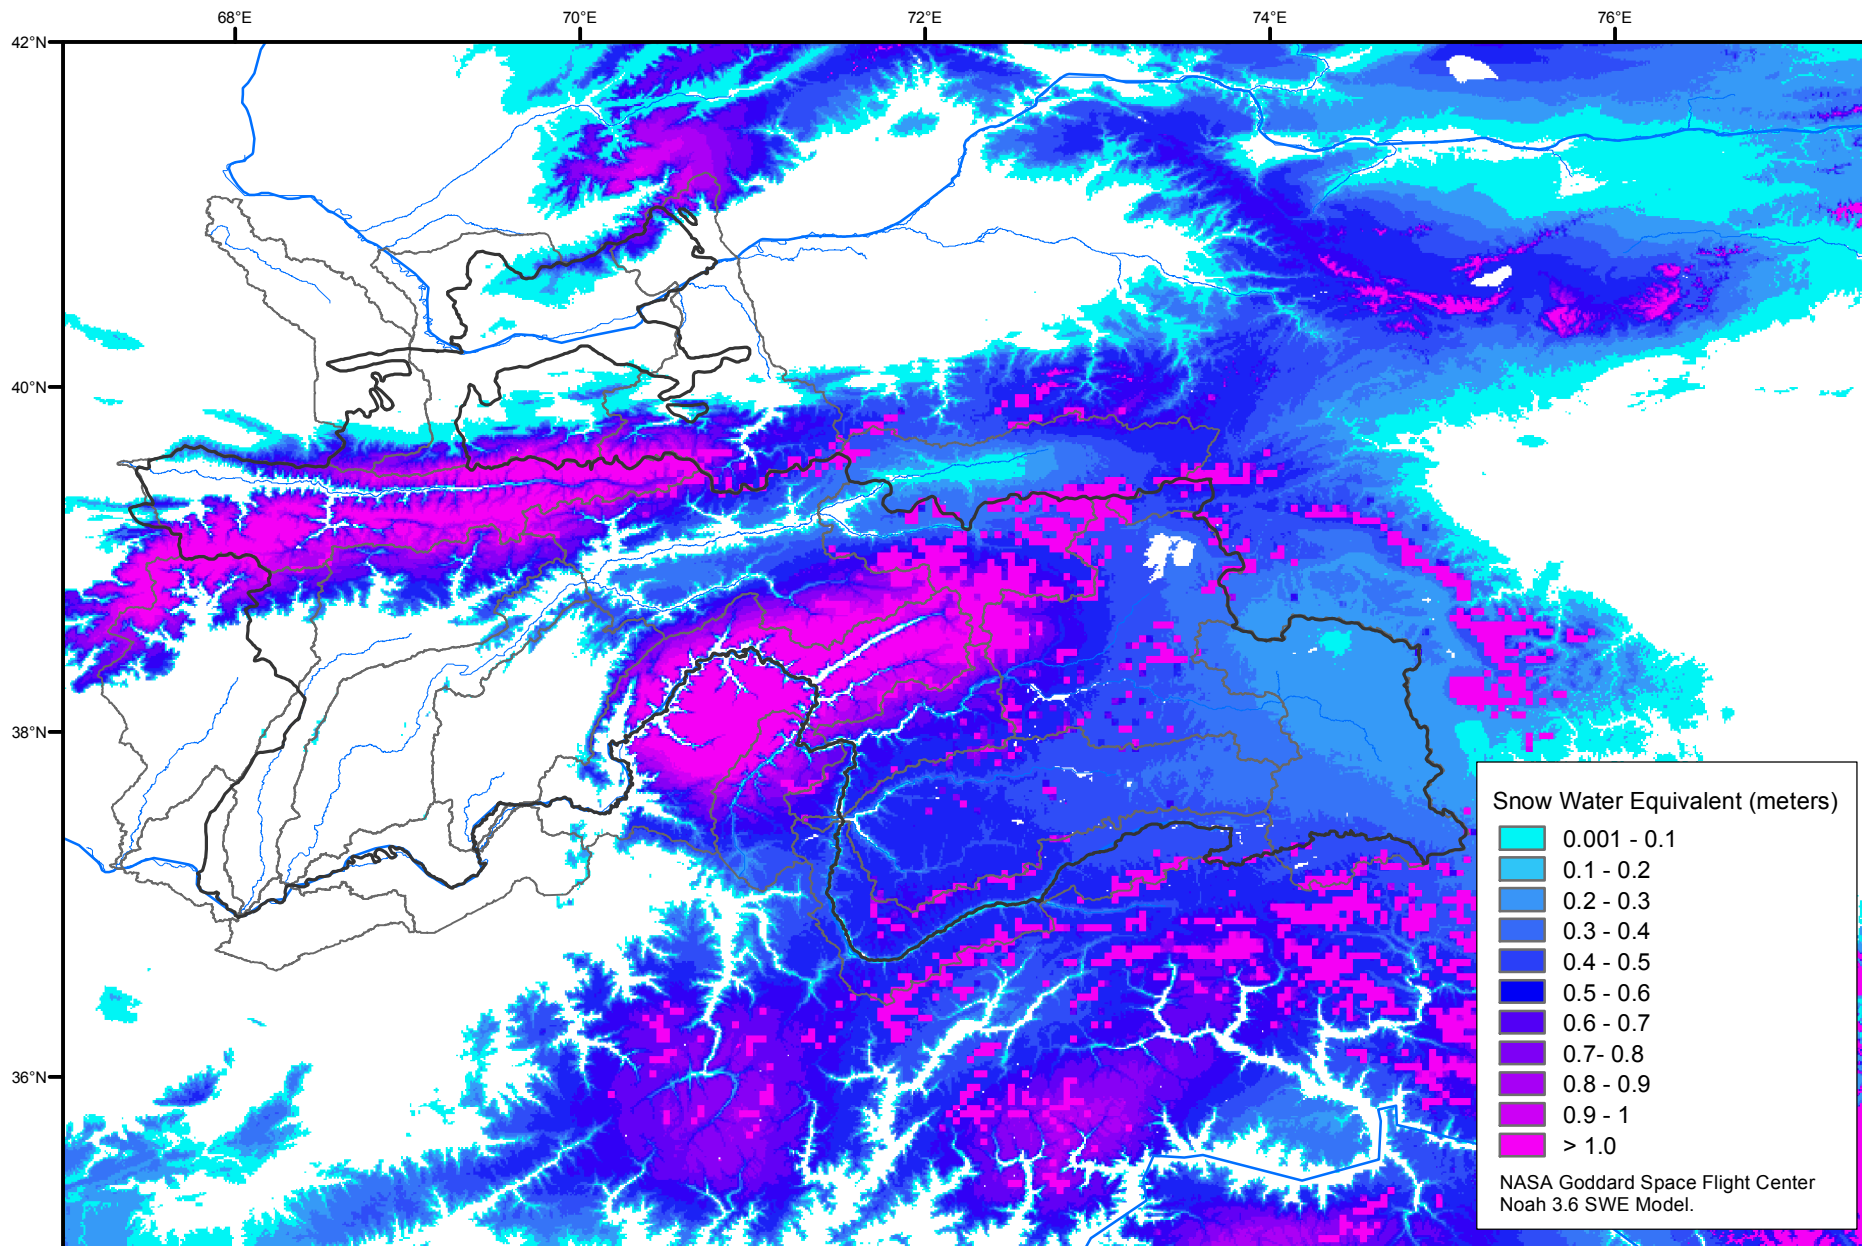 68°E
70°E
72°E
74°E
76°E
42°N
40°N
38°N
36°N
Snow Water Equivalent (meters)
0.001 - 0.1
0.1 - 0.2
0.2 - 0.3
0.3 - 0.4
0.4 - 0.5
0.5 - 0.6
0.6 - 0.7
0.7- 0.8
0.8 - 0.9
0.9 - 1
> 1.0
NASA Goddard Space Flight Center
Noah 3.6 SWE Model.